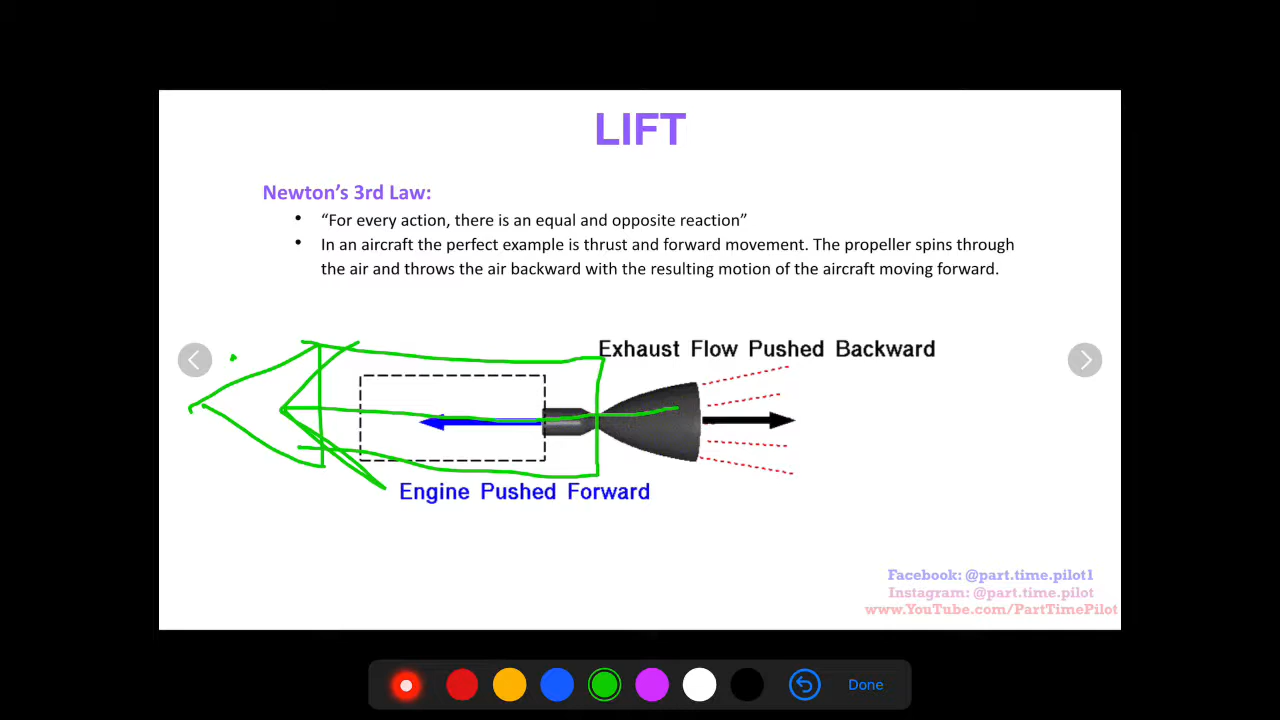 LIFT
Newton’s 3rd Law:
• “For every action, there is an equal and opposite reaction”
• In an aircraft the perfect example is thrust and forward movement. The propeller spins through
the air and throws the air backward with the resulting motion of the aircraft moving forward.
Exhaust Flow Pushed Backward
Engine Pushed Forward
Facebook: @part.time.pilot1
Instagram: @part.time.pilot
www.YouTube.com/PartTimePilot
Done